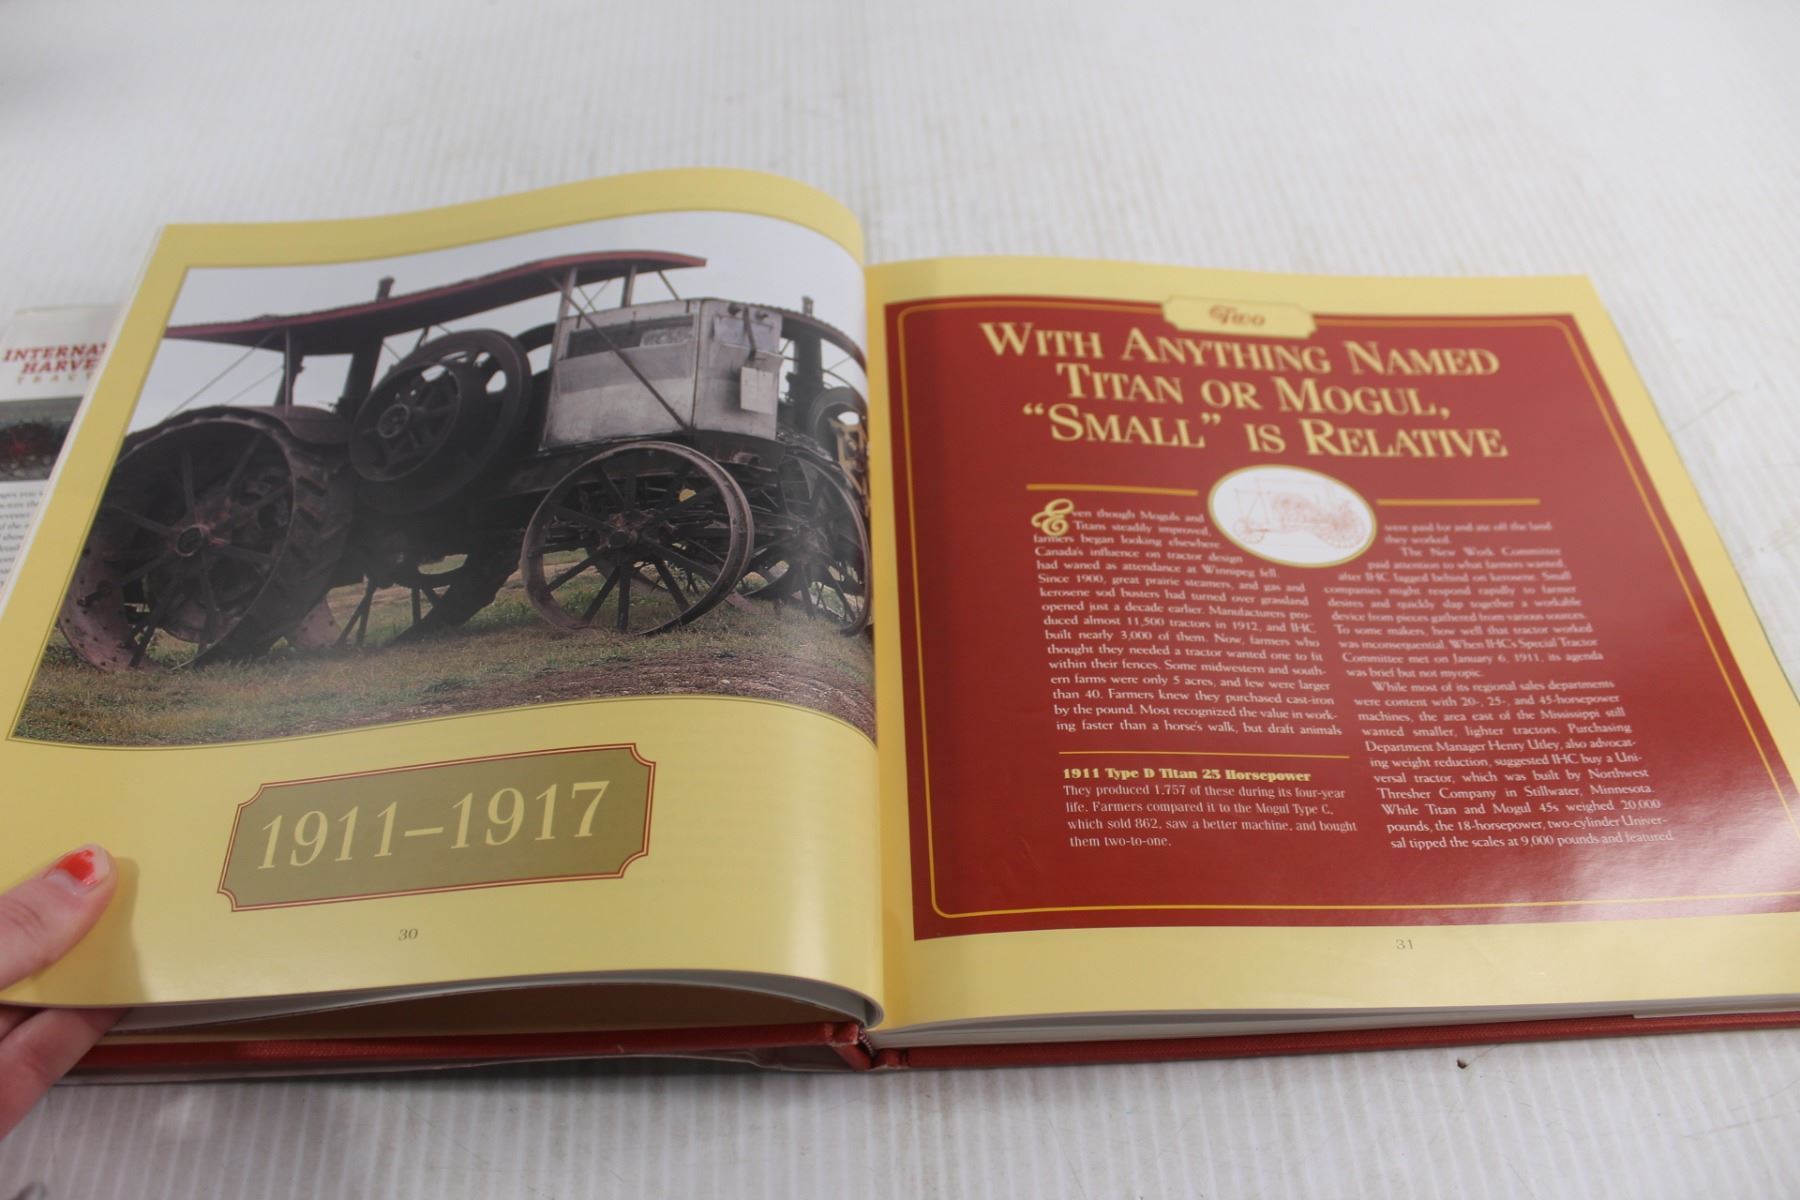 INTERNA
HARVE
TRAC
1911–1917
30
Two
WITH ANYTHING NAMED
TITAN OR MOGUL,
“SMALL” IS RELATIVE
Even though Moguls and
Titans steadily improved,
farmers began looking elsewhere.
Canada's influence on tractor design
had waned as attendance at Winnipeg fell.
Since 1900, great prairie steamers, and gas and
kerosene sod busters had turned over grassland
opened just a decade earlier. Manufacturers pro-
duced almost 11,500 tractors in 1912, and IHC
built nearly 3,000 of them. Now, farmers who
thought they needed a tractor wanted one to fit
within their fences. Some midwestern and south-
ern farms were only 5 acres, and few were larger
than 40. Farmers knew they purchased cast-iron
by the pound. Most recognized the value in work-
ing faster than a horse's walk, but draft animals
1911 Type D Titan 25 Horsepower
They produced 1,757 of these during its four-year
life. Farmers compared it to the Mogul Type C,
which sold 862, saw a better machine, and bought
them two-to-one.
were paid for and ate off the land
they worked.
The New Work Committee
paid attention to what farmers wanted,
after IHC lagged behind on kerosene. Small
companies might respond rapidly to farmer
desires and quickly slap together a workable
device from pieces gathered from various sources.
To some makers, how well that tractor worked
was inconsequential. When IHC's Special Tractor
Committee met on January 6, 1911, its agenda
was brief but not myopic.
While most of its regional sales departments
were content with 20-, 25-, and 45-horsepower
machines, the area east of the Mississippi still
wanted smaller, lighter tractors. Purchasing
Department Manager Henry Utley, also advocat-
ing weight reduction, suggested IHC buy a Uni-
versal tractor, which was built by Northwest
Thresher Company in Stillwater, Minnesota.
While Titan and Mogul 45s weighed 20,000
pounds, the 18-horsepower, two-cylinder Univer-
sal tipped the scales at 9,000 pounds and featured
31